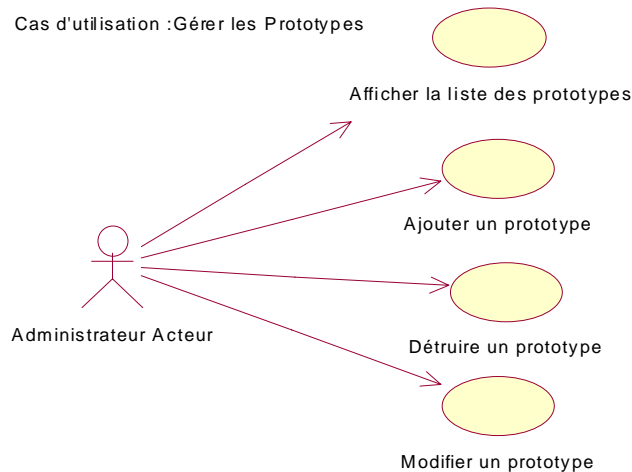 Cas d'utilisation :Gérer les Prototypes
Afficher la liste des prototypes
Ajouter un prototype
Administrateur Acteur
Détruire un prototype
Modifier un prototype